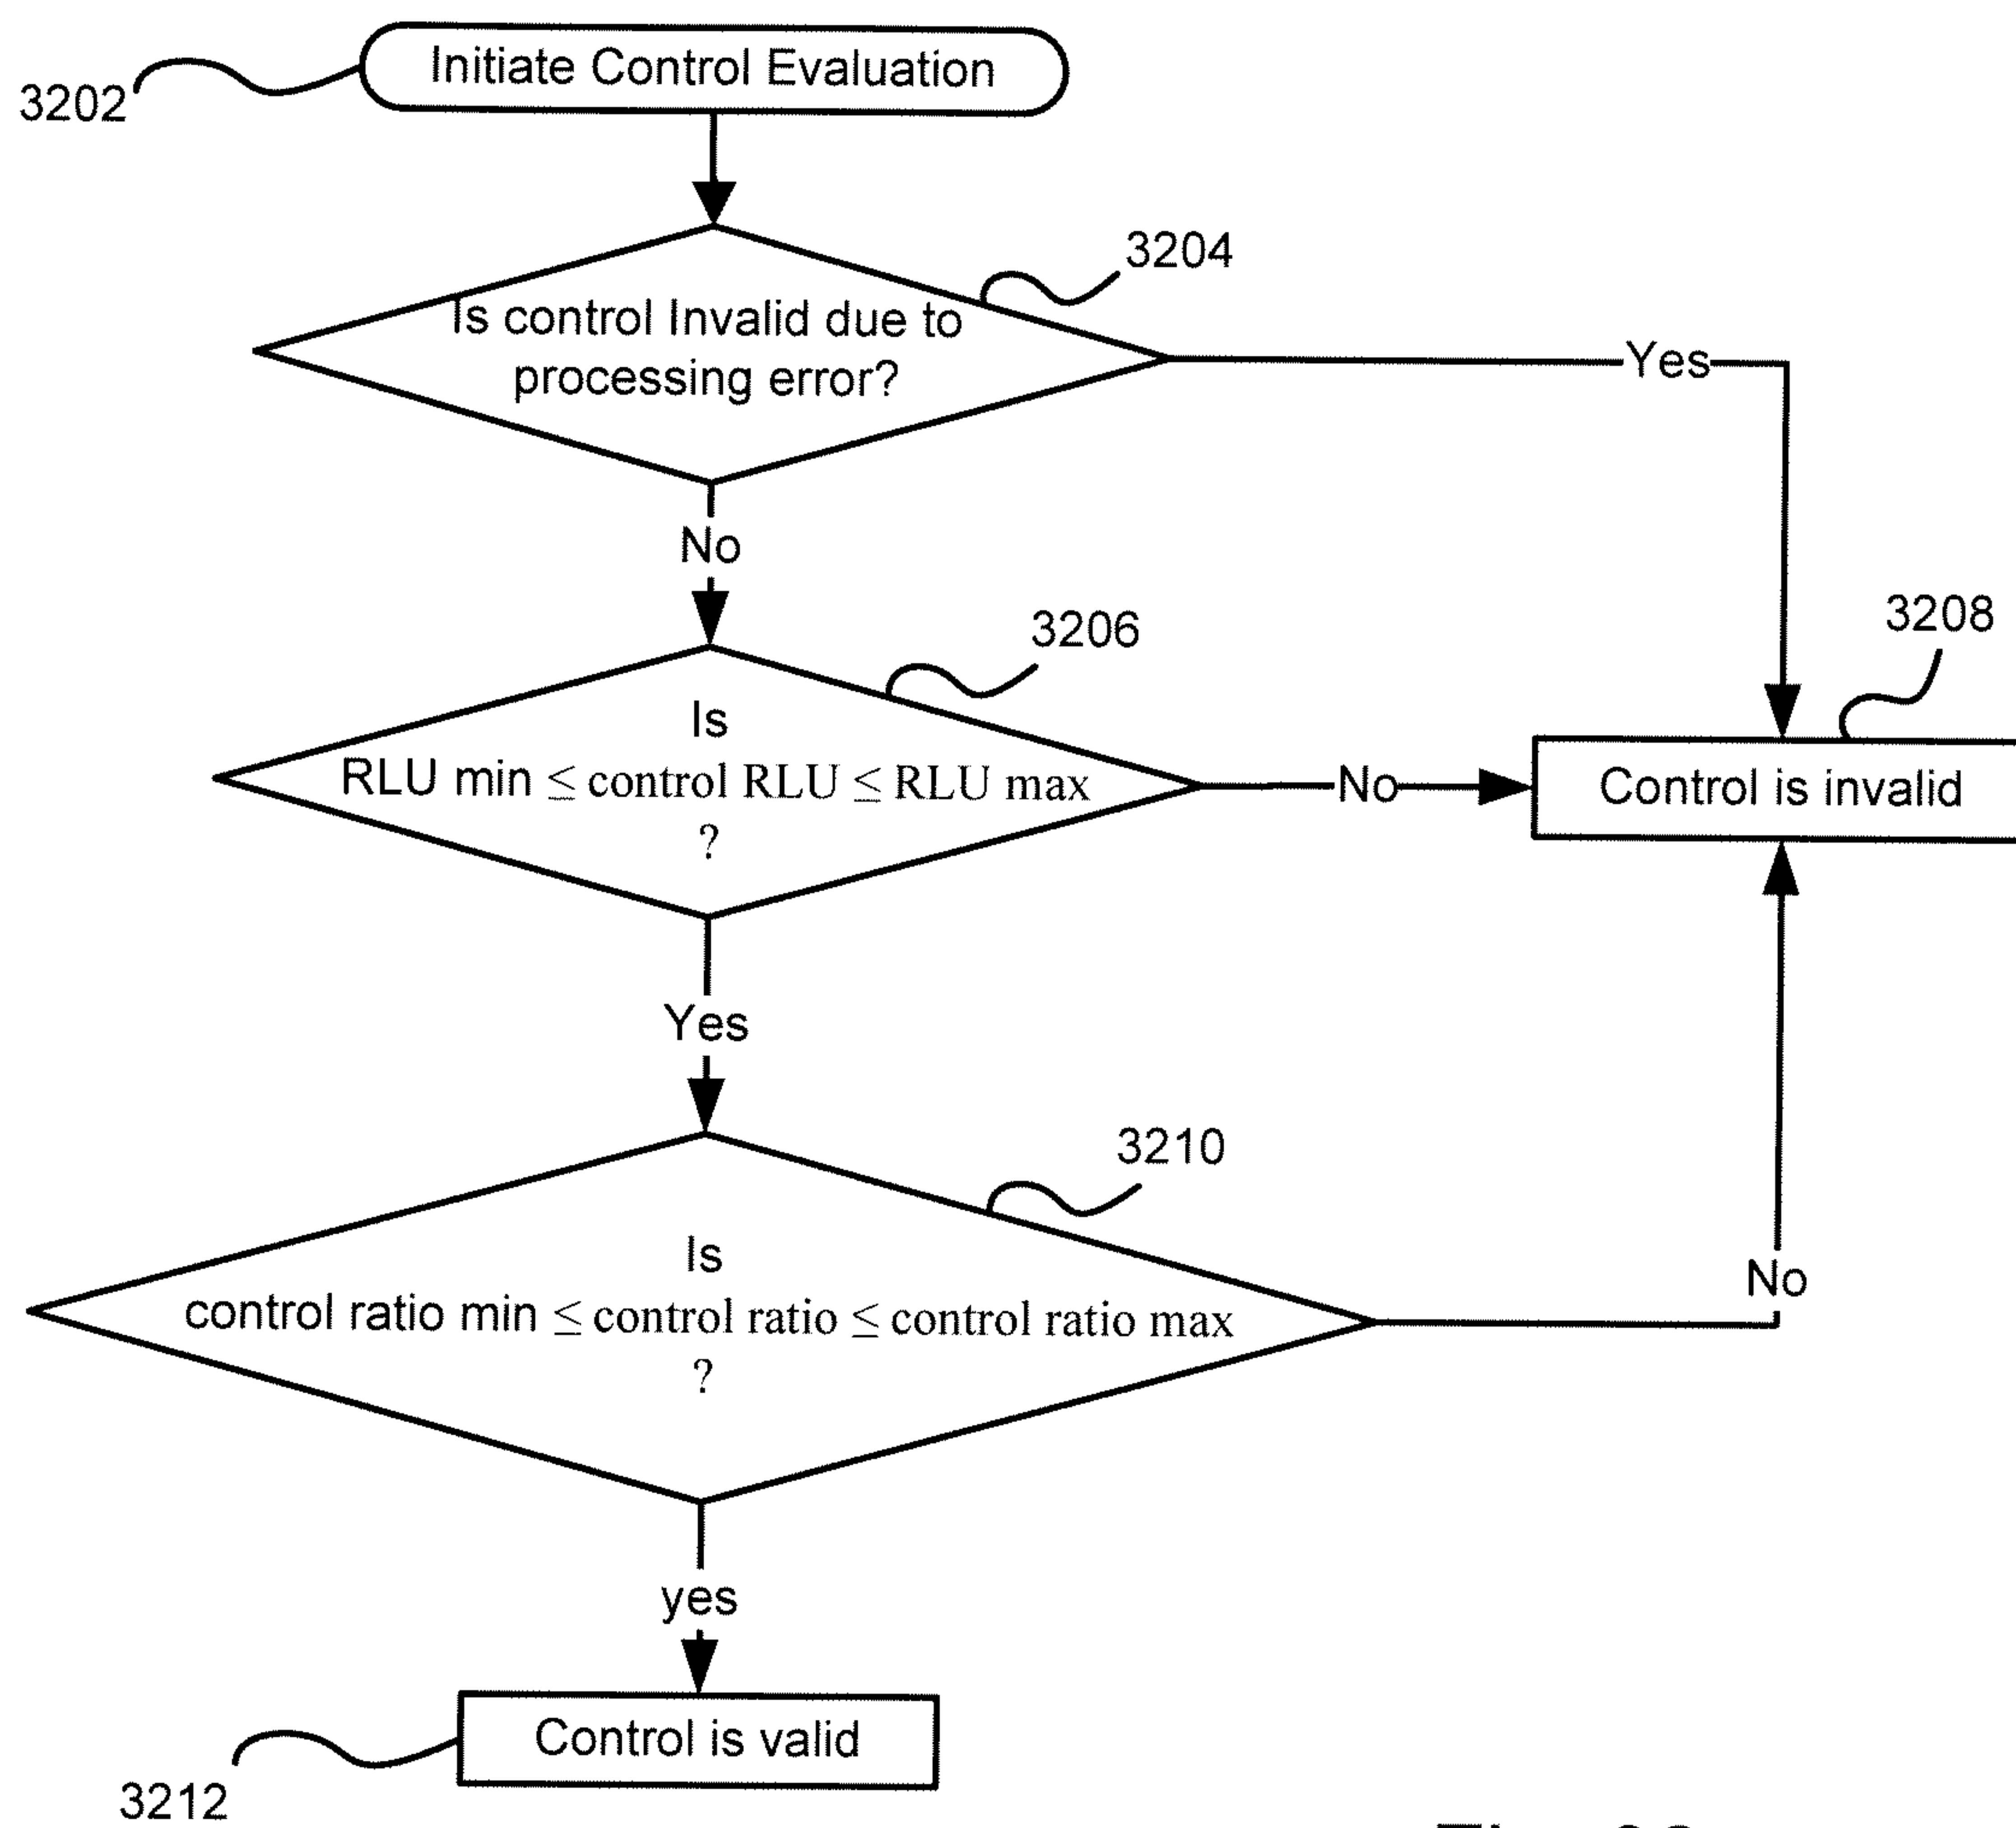 Initiate Control Evaluation
3202
3204
Is control Invalid due to
processing error?
Yes
No
3206
3208
Is
RLU min ≤ control RLU ≤ RLU max
?
No
Control is invalid
Yes
3210
Is
control ratio min ≤ control ratio ≤ control ratio max
?
No
yes
Control is valid
3212